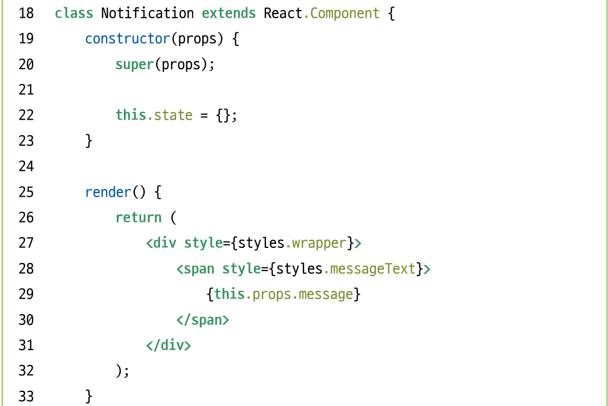 18 class Notification extends React.Component {
19     constructor(props) {
20         super(props);
21
22         this.state = {};
23     }
24
25     render() {
26         return (
27             <div style={styles.wrapper}>
28                 <span style={styles.messageText}>
29                     {this.props.message}
30                 </span>
31             </div>
32         );
33     }